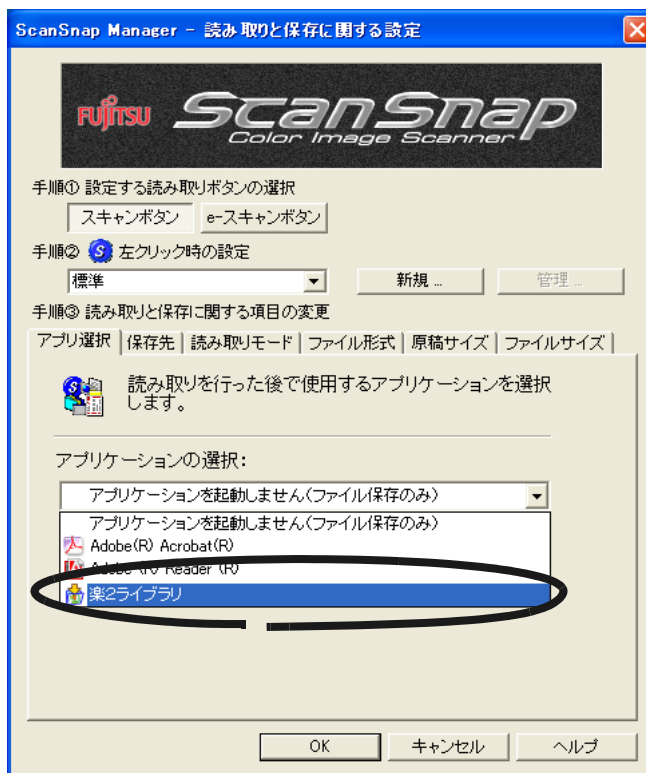 ScanSnap Manager - 読み取りと保存に関する設定
FUJITSU ScanSnap
Color Image Scanner
手順① 設定する読み取りボタンの選択
スキャンボタン e-スキャンボタン
手順② S 左クリック時の設定
標準 新規 ... 管理 ...
手順③ 読み取りと保存に関する項目の変更
アプリ選択 保存先 読み取りモード ファイル形式 原稿サイズ ファイルサイズ
読み取りを行った後で使用するアプリケーションを選択
します。
アプリケーションの選択:
アプリケーションを起動しません(ファイル保存のみ)
アプリケーションを起動しません(ファイル保存のみ)
Adobe(R) Acrobat(R)
Adobe (R) Reader (R)
楽2ライブラリ
OK キャンセル ヘルプ